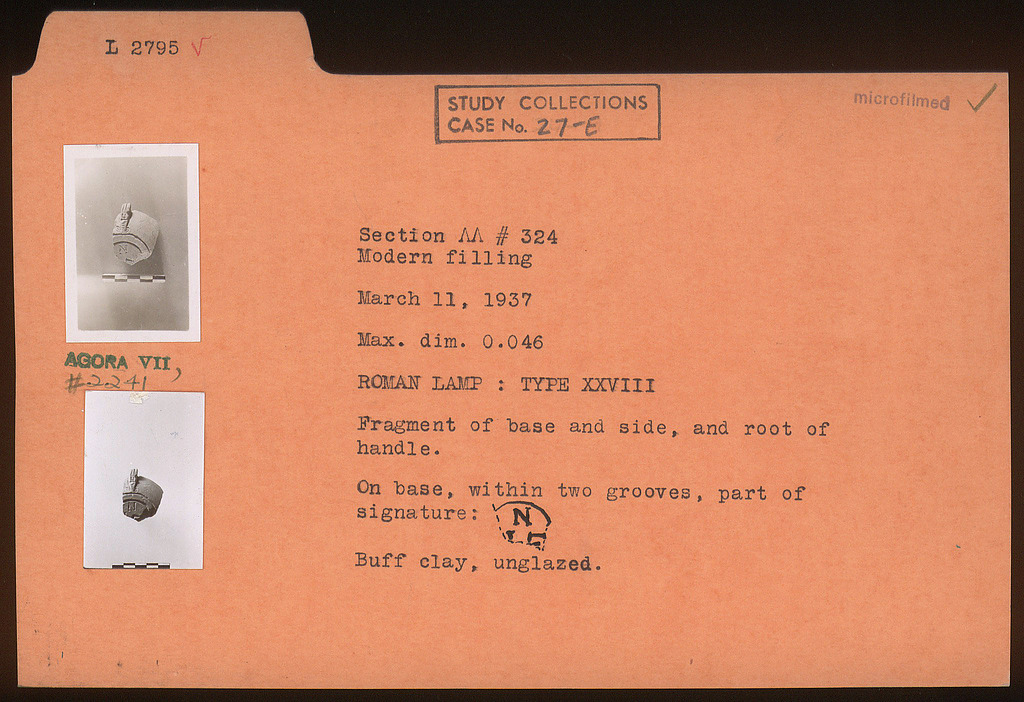 L 2795 √
STUDY COLLECTIONS
CASE No. 27-E
microfilmed ✓
AGORA VII,
#2241
Section ΛΛ # 324
Modern filling
March 11, 1937
Max. dim. 0.046
ROMAN LAMP : TYPE XXVIII
Fragment of base and side, and root of
handle.
On base, within two grooves, part of
signature:
N
Buff clay, unglazed.